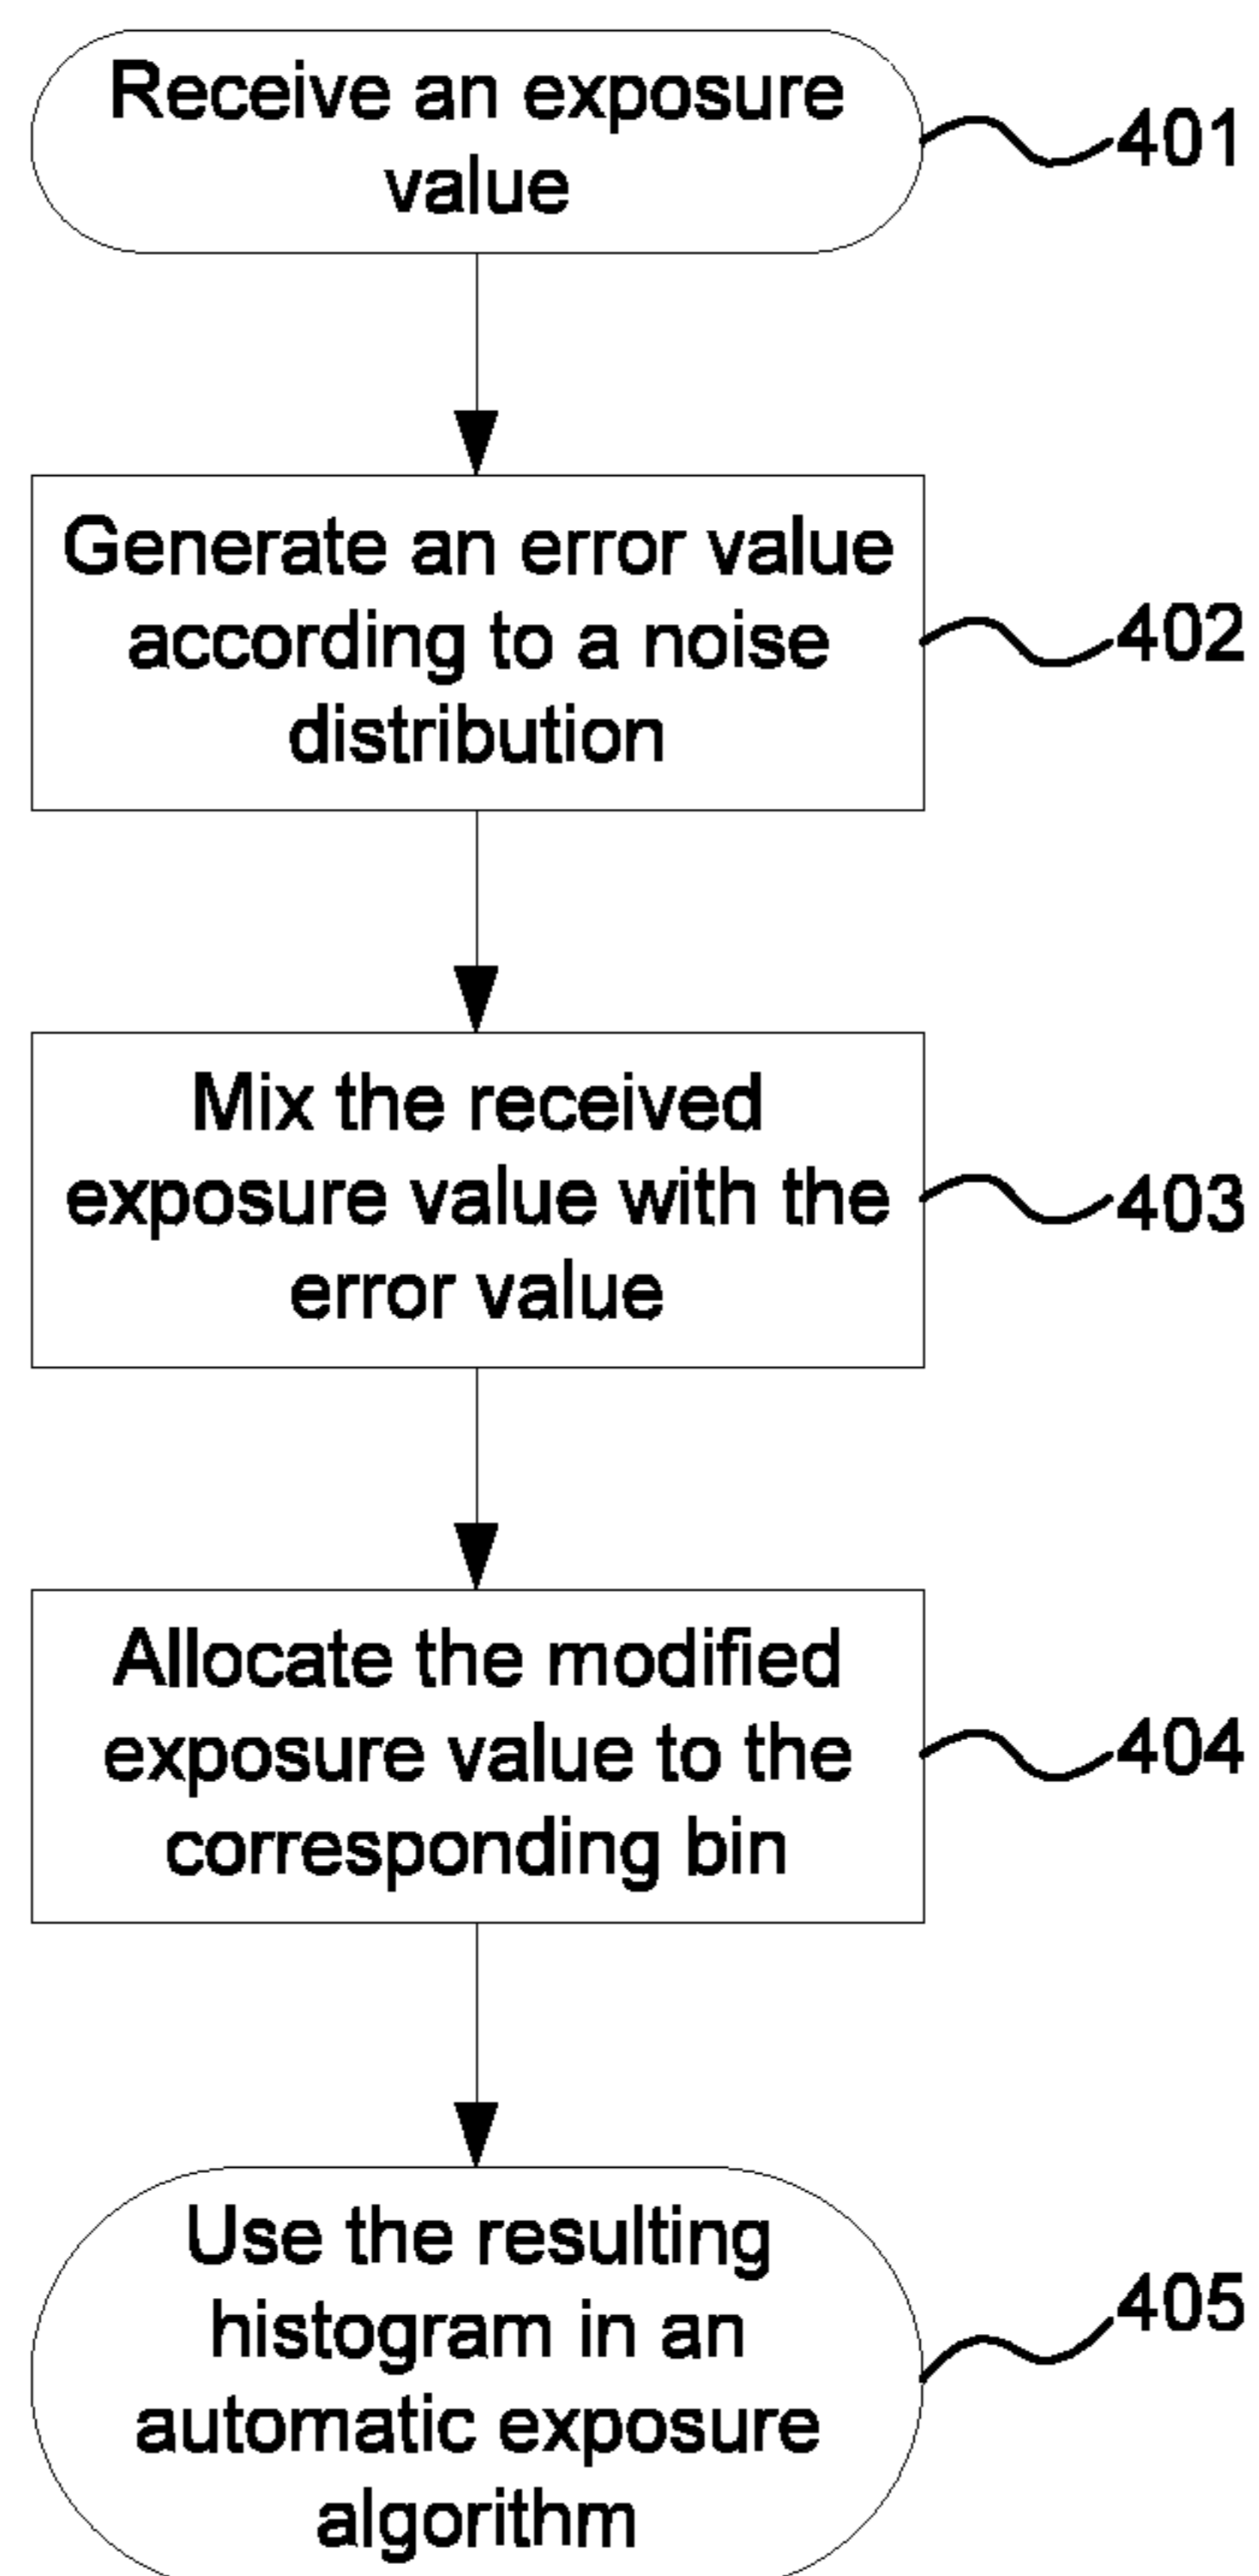 Receive an exposure
value
401
Generate an error value
according to a noise
distribution
402
Mix the received
exposure value with the
error value
403
Allocate the modified
exposure value to the
corresponding bin
404
Use the resulting
histogram in an
automatic exposure
algorithm
405